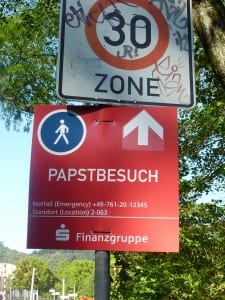 30
ZONE
PAPSTBESUCH
Notfall (Emergency) +49-761-20-12345
Standort (Location) 2-063
Finanzgruppe